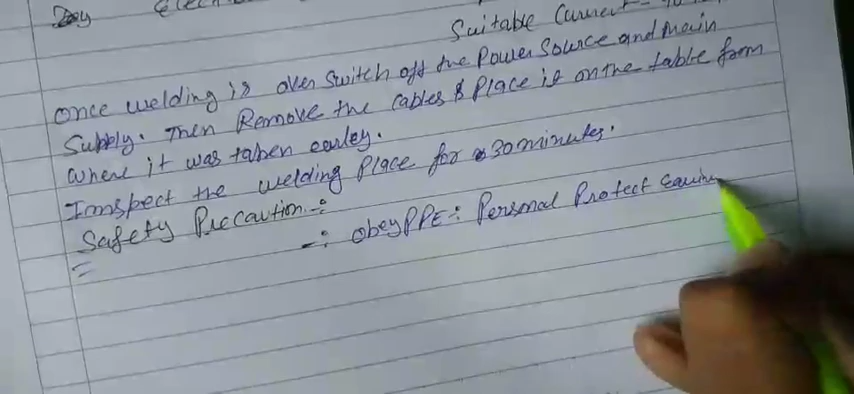 Suitable Current -
Once welding is over Switch off the Power Source and main
Supply. Then Remove the Cables & Place it on the table form
where it was taken earley.
Imspect the welding Place for 30 minutes.
Safety Precaution -:
-: obey PPE -: Personal Protect